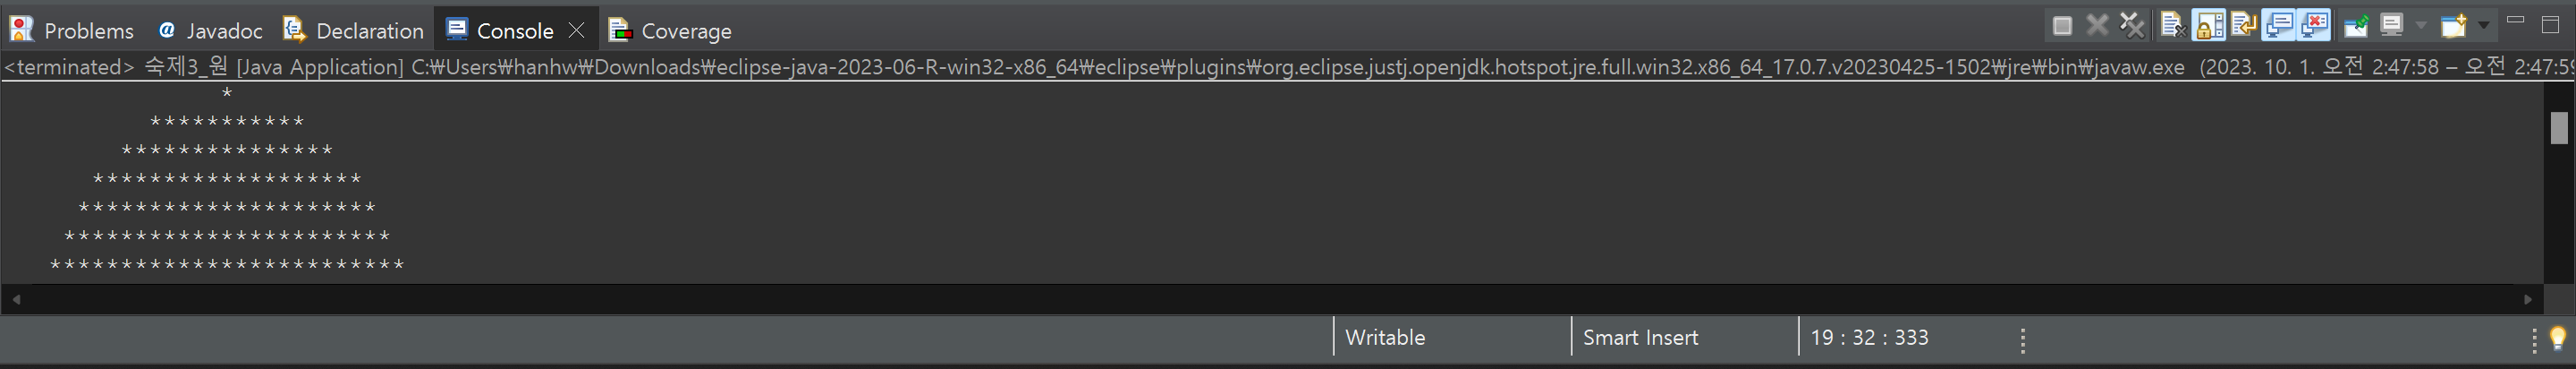 Problems @ Javadoc Declaration Console Coverage
<terminated> 숙제3_원 [Java Application] C:₩Users₩hanhw₩Downloads₩eclipse-java-2023-06-R-win32-x86_64₩eclipse₩plugins₩org.eclipse.justj.openjdk.hotspot.jre.full.win32.x86_64_17.0.7.v20230425-1502₩jre₩bin₩javaw.exe (2023. 10. 1. 오전 2:47:58 – 오전 2:47:59
*
***********
***************
*******************
*********************
***********************
*************************
Writable Smart Insert 19 : 32 : 333